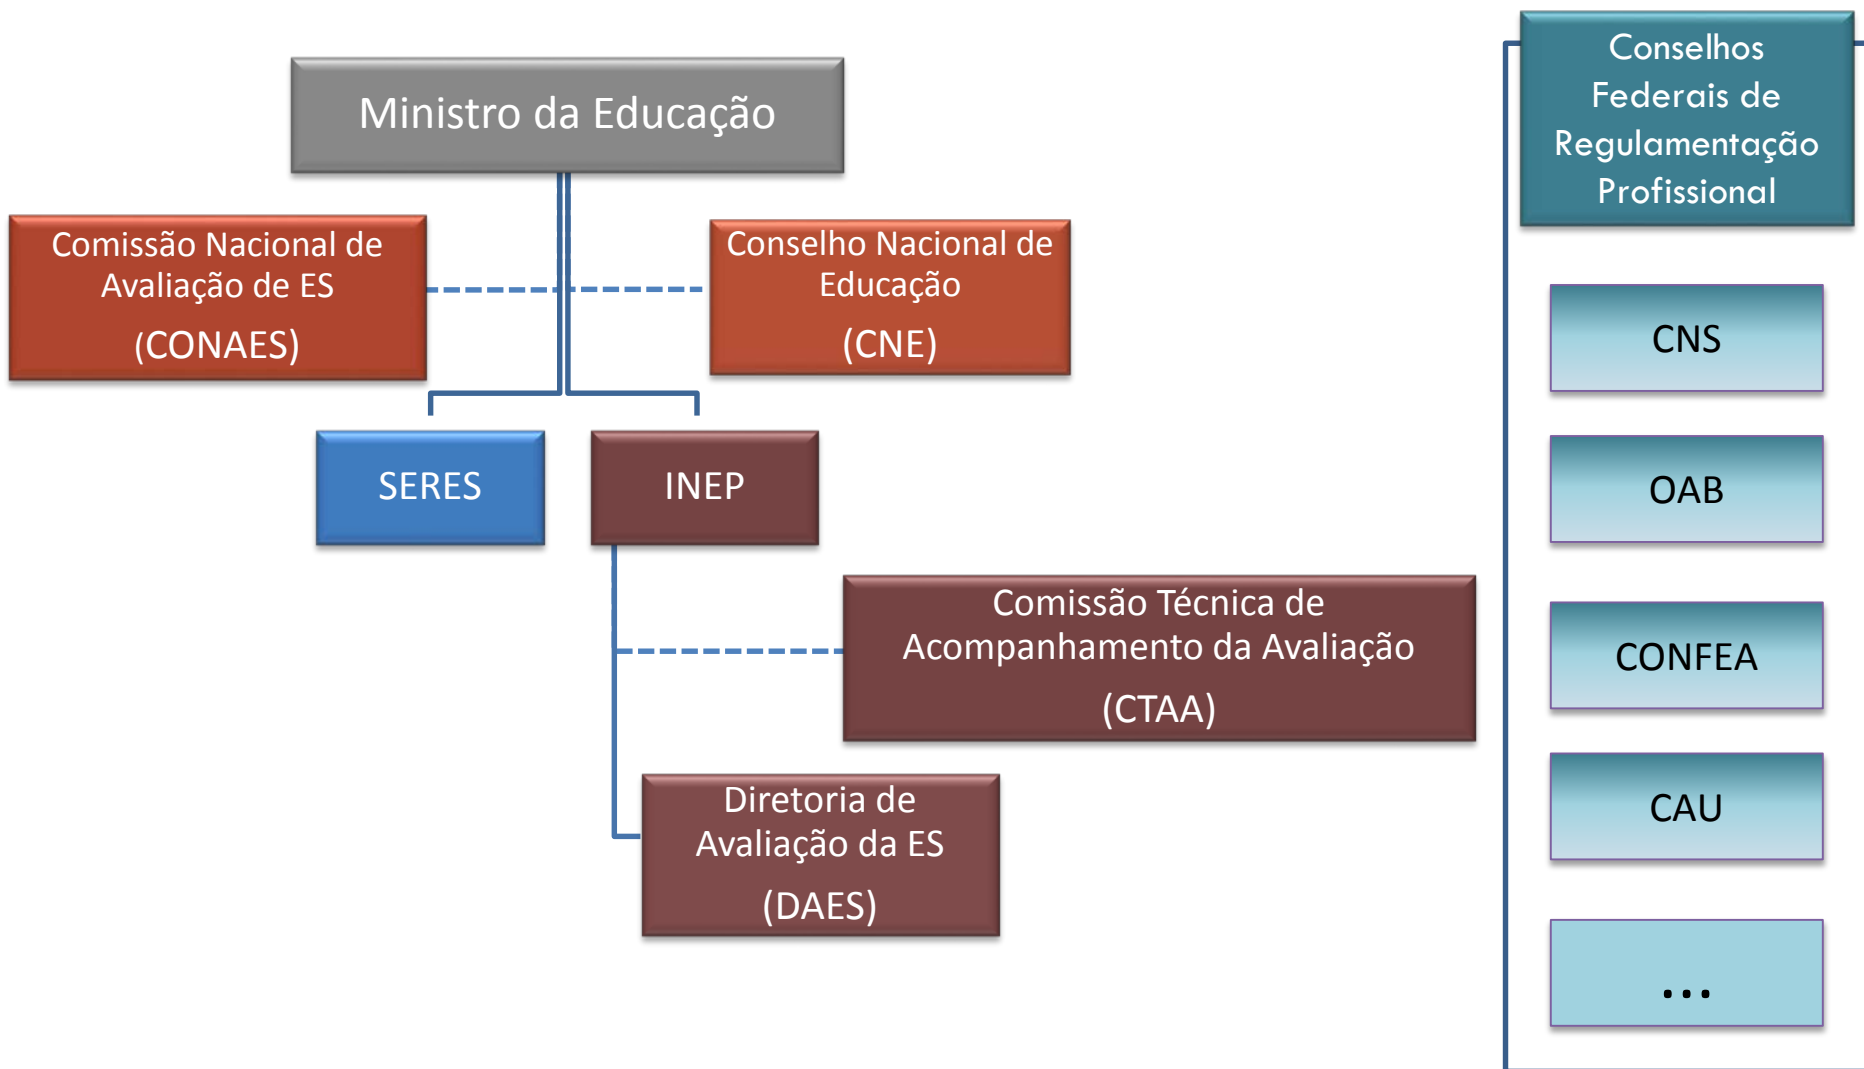 Ministro da Educação
Comissão Nacional de
Avaliação de ES
(CONAES)
Conselho Nacional de
Educação
(CNE)
SERES
INEP
Comissão Técnica de
Acompanhamento da Avaliação
(CTAA)
Diretoria de
Avaliação da ES
(DAES)
Conselhos
Federais de
Regulamentação
Profissional
CNS
OAB
CONFEA
CAU
...